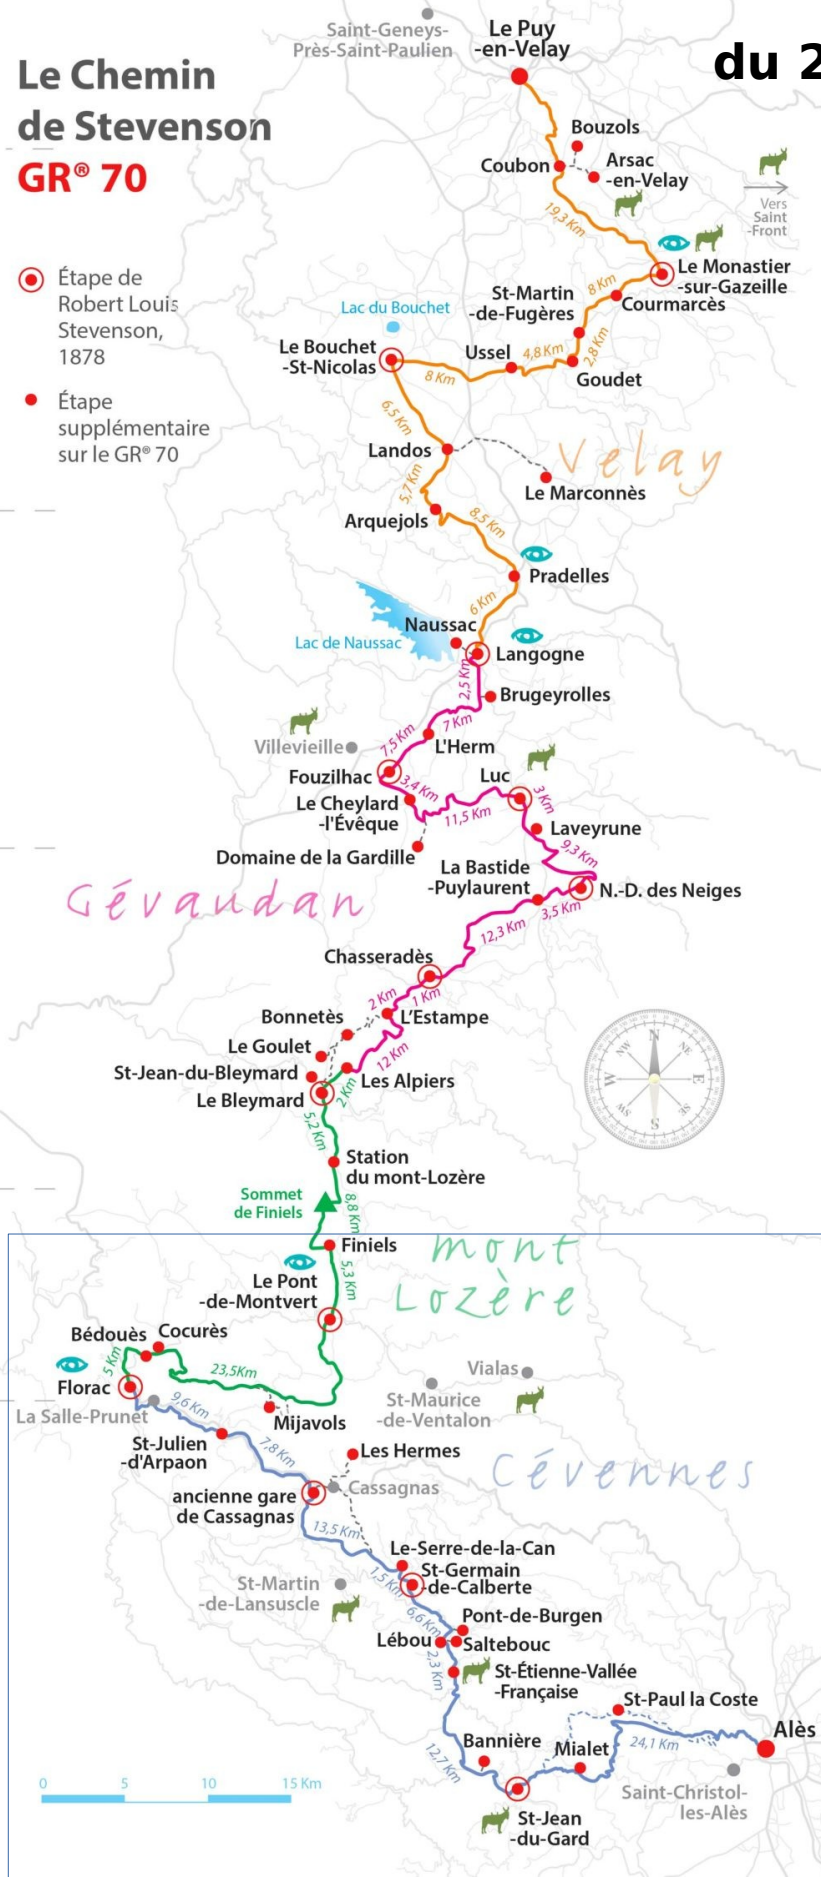 Saint-Geneys-
Près-Saint-Paulien
Le Puy
-en-Velay
du 2
Le Chemin
de Stevenson
GR® 70
Bouzols
Coubon
Arsac
-en-Velay
Vers
Saint
-Front
19,3 Km
Étape de
Robert Louis
Stevenson,
1878
Étape
supplémentaire
sur le GR® 70
Le Monastier
-sur-Gazeille
8 Km
Courmarcès
St-Martin
-de-Fugères
Lac du Bouchet
Le Bouchet
-St-Nicolas
Ussel
4,8 Km
2,8 Km
8 Km
Goudet
6,5 Km
Landos
Velay
Le Marconnès
5,7 Km
Arquejols
8,5 Km
Pradelles
6 Km
Naussac
Lac de Naussac
Langogne
2,5 Km
Brugeyrolles
7 Km
L'Herm
7,5 Km
Villevieille
Fouzilhac
3,4 Km
Luc
3 Km
Le Cheylard
-l'Évêque
11,5 Km
Laveyrune
Domaine de la Gardille
9,3 Km
La Bastide
-Puylaurent
N.-D. des Neiges
3,5 Km
Gévaudan
12,3 Km
Chasseradès
2 Km
1 Km
Bonnetès
L'Estampe
Le Goulet
12 Km
St-Jean-du-Bleymard
Les Alpiers
Le Bleymard
2 Km
N
NE
E
SE
S
SW
W
NW
5,2 Km
Station
du mont-Lozère
Sommet
de Finiels
8,8 Km
Finiels
mont
Lozère
5,3 Km
Le Pont
-de-Montvert
Bédouès
Cocurès
5 Km
23,5Km
Florac
La Salle-Prunet
9,6 Km
Mijavols
Vialas
St-Maurice
-de-Ventalon
St-Julien
-d'Arpaon
7,8 Km
Les Hermes
Cévennes
Cassagnas
ancienne gare
de Cassagnas
13,5 Km
Le-Serre-de-la-Can
1,5 Km
St-Germain
-de-Calberte
St-Martin
-de-Lansuscle
6,6 Km
Pont-de-Burgen
Lébou
Saltebouc
2,3 Km
St-Étienne-Vallée
-Française
St-Paul la Coste
Alès
Bannière
Mialet
24,1 Km
12,7 Km
Saint-Christol-
les-Alès
0
5
10
15 Km
St-Jean
-du-Gard